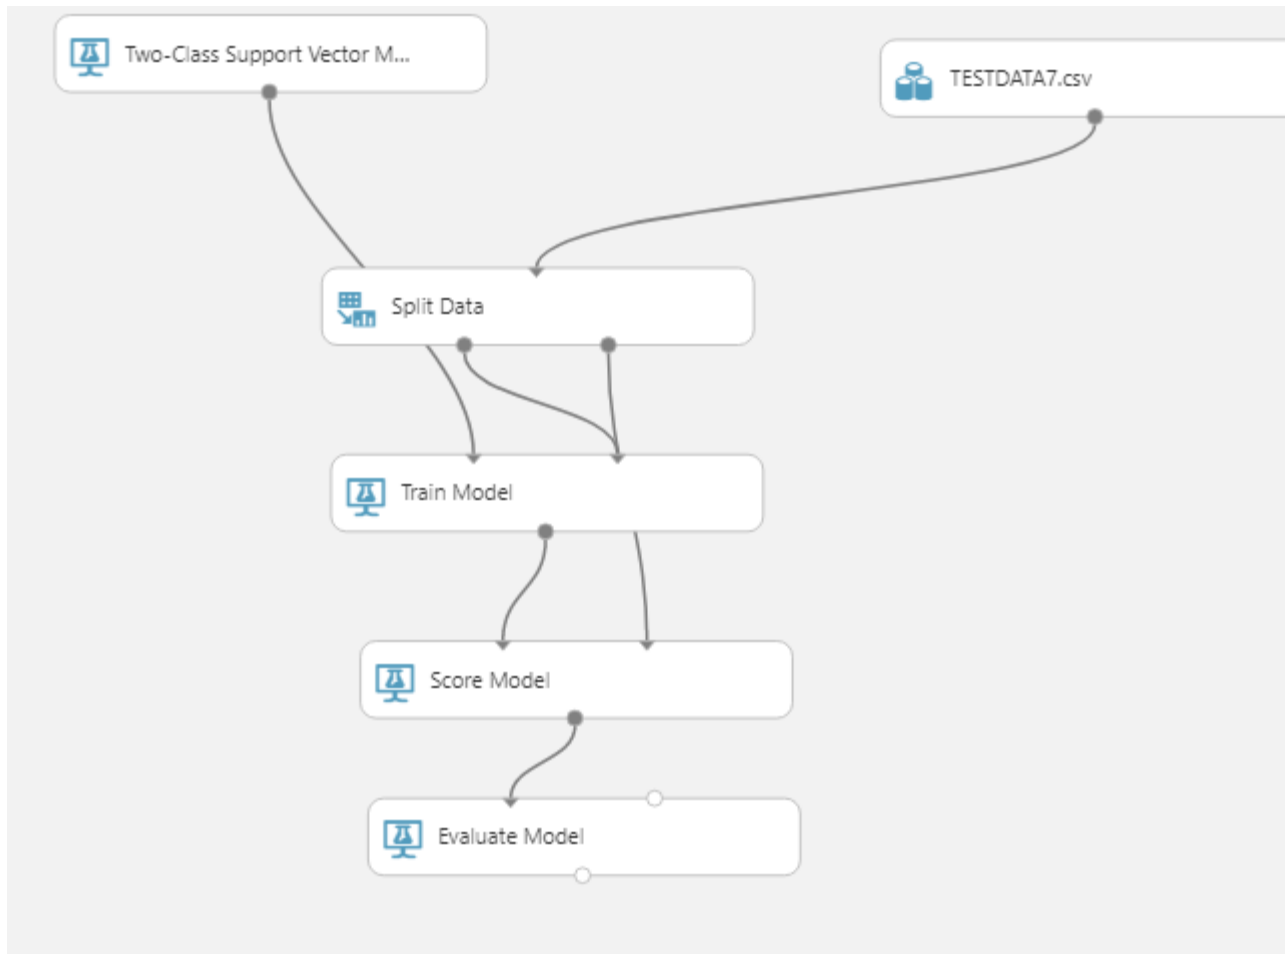 Two-Class Support Vector M...
TESTDATA7.csv
Split Data
Train Model
Score Model
Evaluate Model